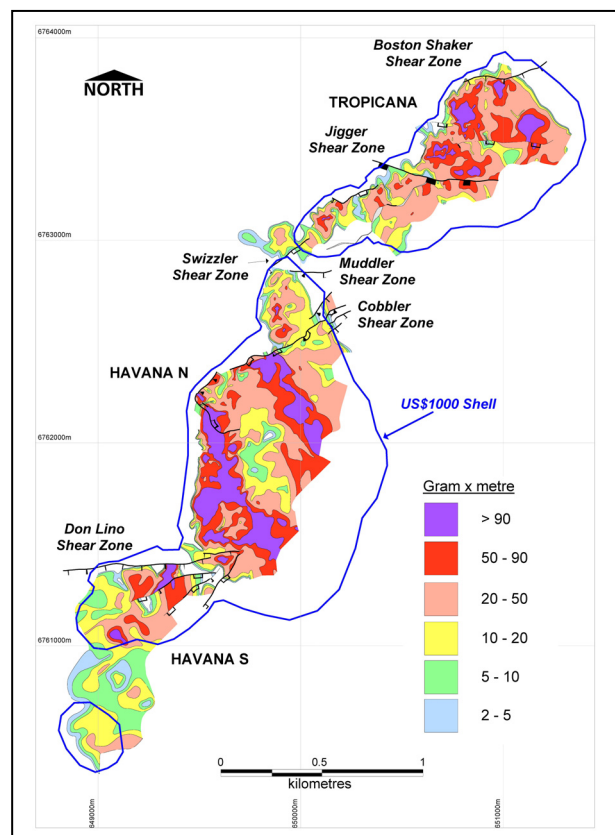 6764000m
Boston Shaker
Shear Zone
NORTH
TROPICANA
Jigger
Shear Zone
6763000m
Swizzler
Shear Zone
Muddler
Shear Zone
Cobbler
Shear Zone
HAVANA N
US$1000 Shell
6762000m
Gram x metre
> 90
50 - 90
20 - 50
10 - 20
5 - 10
2 - 5
Don Lino
Shear Zone
6761000m
HAVANA S
0 0.5 1
kilometres
649000m
650000m
651000m